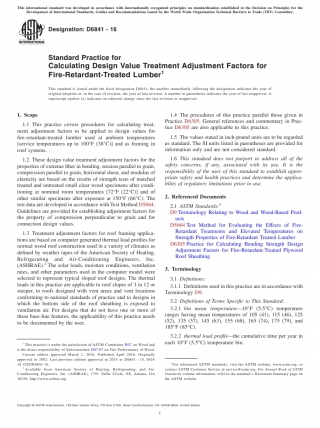 This international standard was developed in accordance with internationally recognized principles on standardization established in the Decision on Principles for the
Development of International Standards, Guides and Recommendations issued by the World Trade Organization Technical Barriers to Trade (TBT) Committee.
Designation: D6841 − 16
Standard Practice for
Calculating Design Value Treatment Adjustment Factors for
Fire-Retardant-Treated Lumber1
This standard is issued under the fixed designation D6841; the number immediately following the designation indicates the year of
original adoption or, in the case of revision, the year of last revision. A number in parentheses indicates the year of last reapproval. A
superscript epsilon (ε) indicates an editorial change since the last revision or reapproval.
1. Scope
1.1 This practice covers procedures for calculating treat-
ment adjustment factors to be applied to design values for
fire-retardant-treated lumber used at ambient temperatures
[service temperatures up to 100°F (38°C)] and as framing in
roof systems.
1.2 These design value treatment adjustment factors for the
properties of extreme fiber in bending, tension parallel to grain,
compression parallel to grain, horizontal shear, and modulus of
elasticity are based on the results of strength tests of matched
treated and untreated small clear wood specimens after condi-
tioning at nominal room temperatures [72°F (22°C)] and of
other similar specimens after exposure at 150°F (66°C). The
test data are developed in accordance with Test Method D5664.
Guidelines are provided for establishing adjustment factors for
the property of compression perpendicular to grain and for
connection design values.
1.3 Treatment adjustment factors for roof framing applica-
tions are based on computer generated thermal load profiles for
normal wood roof construction used in a variety of climates as
defined by weather tapes of the American Society of Heating,
Refrigerating and Air-Conditioning Engineers, Inc.
(ASHRAE).2 The solar loads, moisture conditions, ventilation
rates, and other parameters used in the computer model were
selected to represent typical sloped roof designs. The thermal
loads in this practice are applicable to roof slopes of 3 in 12 or
steeper, to roofs designed with vent areas and vent locations
conforming to national standards of practice and to designs in
which the bottom side of the roof sheathing is exposed to
ventilation air. For designs that do not have one or more of
these base-line features, the applicability of this practice needs
to be documented by the user.
1 This practice is under the jurisdiction of ASTM Committee D07 on Wood and
is the direct responsibility of Subcommittee D07.07 on Fire Performance of Wood.
2 Available from American Society of Heating, Refrigerating, and Air-
Conditioning Engineers, Inc. (ASHRAE), 1791 Tullie Circle, NE, Atlanta, GA
30329, http://www.ashrae.org.
1.4 The procedures of this practice parallel those given in
Practice D6305. General references and commentary in Prac-
tice D6305 are also applicable to this practice.
1.5 The values stated in inch-pound units are to be regarded
as standard. The SI units listed in parentheses are provided for
information only and are not considered standard.
1.6 This standard does not purport to address all of the
safety concerns, if any, associated with its use. It is the
responsibility of the user of this standard to establish appro-
priate safety and health practices and determine the applica-
bility of regulatory limitations prior to use.
2. Referenced Documents
2.1 ASTM Standards:3
D9 Terminology Relating to Wood and Wood-Based Prod-
ucts
D5664 Test Method for Evaluating the Effects of Fire-
Retardant Treatments and Elevated Temperatures on
Strength Properties of Fire-Retardant Treated Lumber
D6305 Practice for Calculating Bending Strength Design
Adjustment Factors for Fire-Retardant-Treated Plywood
Roof Sheathing
3. Terminology
3.1 Definitions:
3.1.1 Definitions used in this practice are in accordance with
Terminology D9.
3.2 Definitions of Terms Specific to This Standard:
3.2.1 bin mean temperature—10°F (5.5°C) temperature
ranges having mean temperatures of 105 (41), 115 (46), 125
(52), 135 (57), 145 (63), 155 (68), 165 (74), 175 (79), and
185°F (85°C).
3.2.2 thermal load profile—the cumulative time per year in
each 10°F (5.5°C) temperature bin.
3 For referenced ASTM standards, visit the ASTM website, www.astm.org, or
contact ASTM Customer Service at service@astm.org. For Annual Book of ASTM
Standards volume information, refer to the standard's Document Summary page on
the ASTM website.
Copyright © ASTM International, 100 Barr Harbor Drive, PO Box C700, West Conshohocken, PA 19428-2959. United States
1